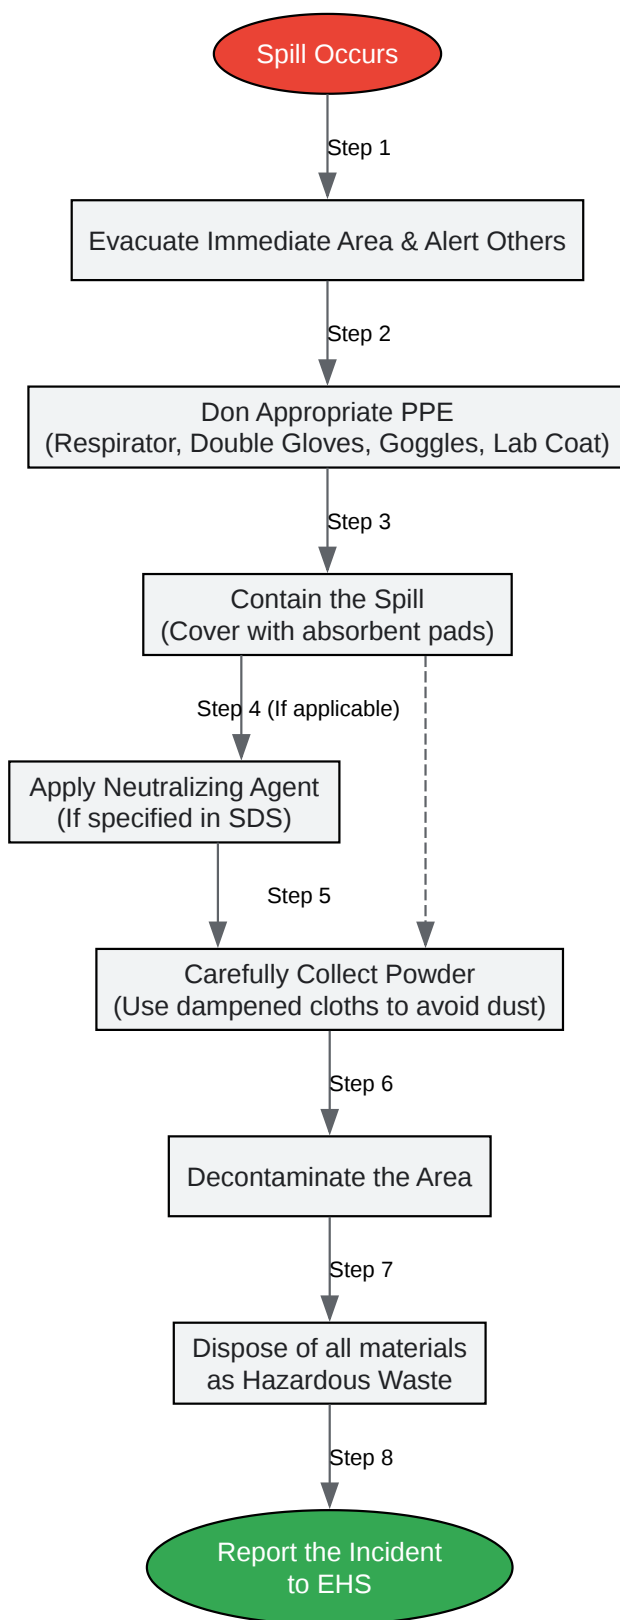 Spill Occurs
Step 1
Evacuate Immediate Area & Alert Others
Step 2
Don Appropriate PPE
(Respirator, Double Gloves, Goggles, Lab Coat)
Step 3
Contain the Spill
(Cover with absorbent pads)
Step 4 (If applicable)
Apply Neutralizing Agent
(If specified in SDS)
Step 5
Carefully Collect Powder
(Use dampened cloths to avoid dust)
Step 6
Decontaminate the Area
Step 7
Dispose of all materials
as Hazardous Waste
Step 8
Report the Incident
to EHS